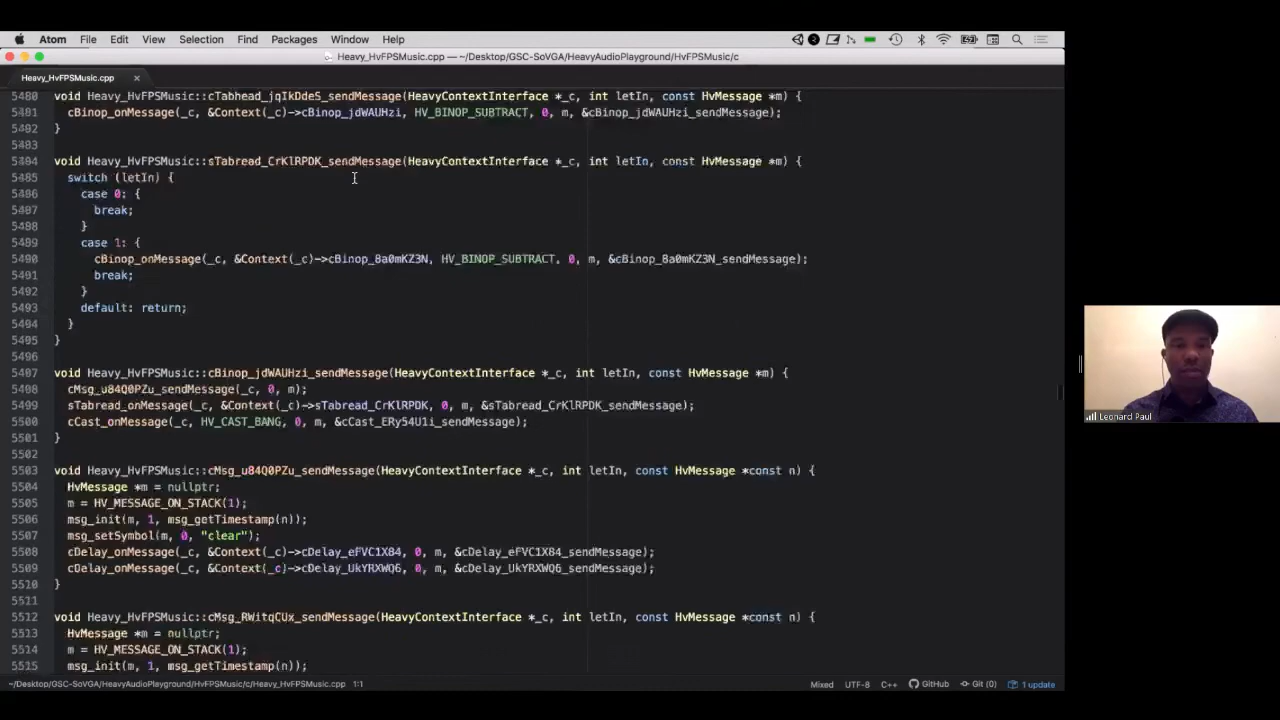 Atom File Edit View Selection Find Packages Window Help
Heavy_HvFPSMusic.cpp — ~/Desktop/GSC-SoVGA/HeavyAudioPlayground/HvFPSMusic/c
Heavy_HvFPSMusic.cpp ×
5480 void Heavy_HvFPSMusic::cTabhead_jqIkDdeS_sendMessage(HeavyContextInterface *_c, int letIn, const HvMessage *m) {
5481 cBinop_onMessage(_c, &Context(_c)->cBinop_jdWAUHzi, HV_BINOP_SUBTRACT, 0, m, &cBinop_jdWAUHzi_sendMessage);
5482 }
5483
5484 void Heavy_HvFPSMusic::sTabread_CrKlRPDK_sendMessage(HeavyContextInterface *_c, int letIn, const HvMessage *m) {
5485 switch (letIn) {
5486 case 0: {
5487 break;
5488 }
5489 case 1: {
5490 cBinop_onMessage(_c, &Context(_c)->cBinop_8a0mKZ3N, HV_BINOP_SUBTRACT, 0, m, &cBinop_8a0mKZ3N_sendMessage);
5491 break;
5492 }
5493 default: return;
5494 }
5495 }
5496
5497 void Heavy_HvFPSMusic::cBinop_jdWAUHzi_sendMessage(HeavyContextInterface *_c, int letIn, const HvMessage *m) {
5498 cMsg_u84Q0PZu_sendMessage(_c, 0, m);
5499 sTabread_onMessage(_c, &Context(_c)->sTabread_CrKlRPDK, 0, m, &sTabread_CrKlRPDK_sendMessage);
5500 cCast_onMessage(_c, HV_CAST_BANG, 0, m, &cCast_ERy54U1i_sendMessage);
5501 }
5502
5503 void Heavy_HvFPSMusic::cMsg_u84Q0PZu_sendMessage(HeavyContextInterface *_c, int letIn, const HvMessage *const n) {
5504 HvMessage *m = nullptr;
5505 m = HV_MESSAGE_ON_STACK(1);
5506 msg_init(m, 1, msg_getTimestamp(n));
5507 msg_setSymbol(m, 0, "clear");
5508 cDelay_onMessage(_c, &Context(_c)->cDelay_eFVC1X84, 0, m, &cDelay_eFVC1X84_sendMessage);
5509 cDelay_onMessage(_c, &Context(_c)->cDelay_UkYRXWQ6, 0, m, &cDelay_UkYRXWQ6_sendMessage);
5510 }
5511
5512 void Heavy_HvFPSMusic::cMsg_RWitqCUx_sendMessage(HeavyContextInterface *_c, int letIn, const HvMessage *const n) {
5513 HvMessage *m = nullptr;
5514 m = HV_MESSAGE_ON_STACK(1);
5515 msg_init(m, 1, msg_getTimestamp(n));
~/Desktop/GSC-SoVGA/HeavyAudioPlayground/HvFPSMusic/c/Heavy_HvFPSMusic.cpp 1:1 Mixed UTF-8 C++ GitHub Git (0) 1 update
Leonard Paul